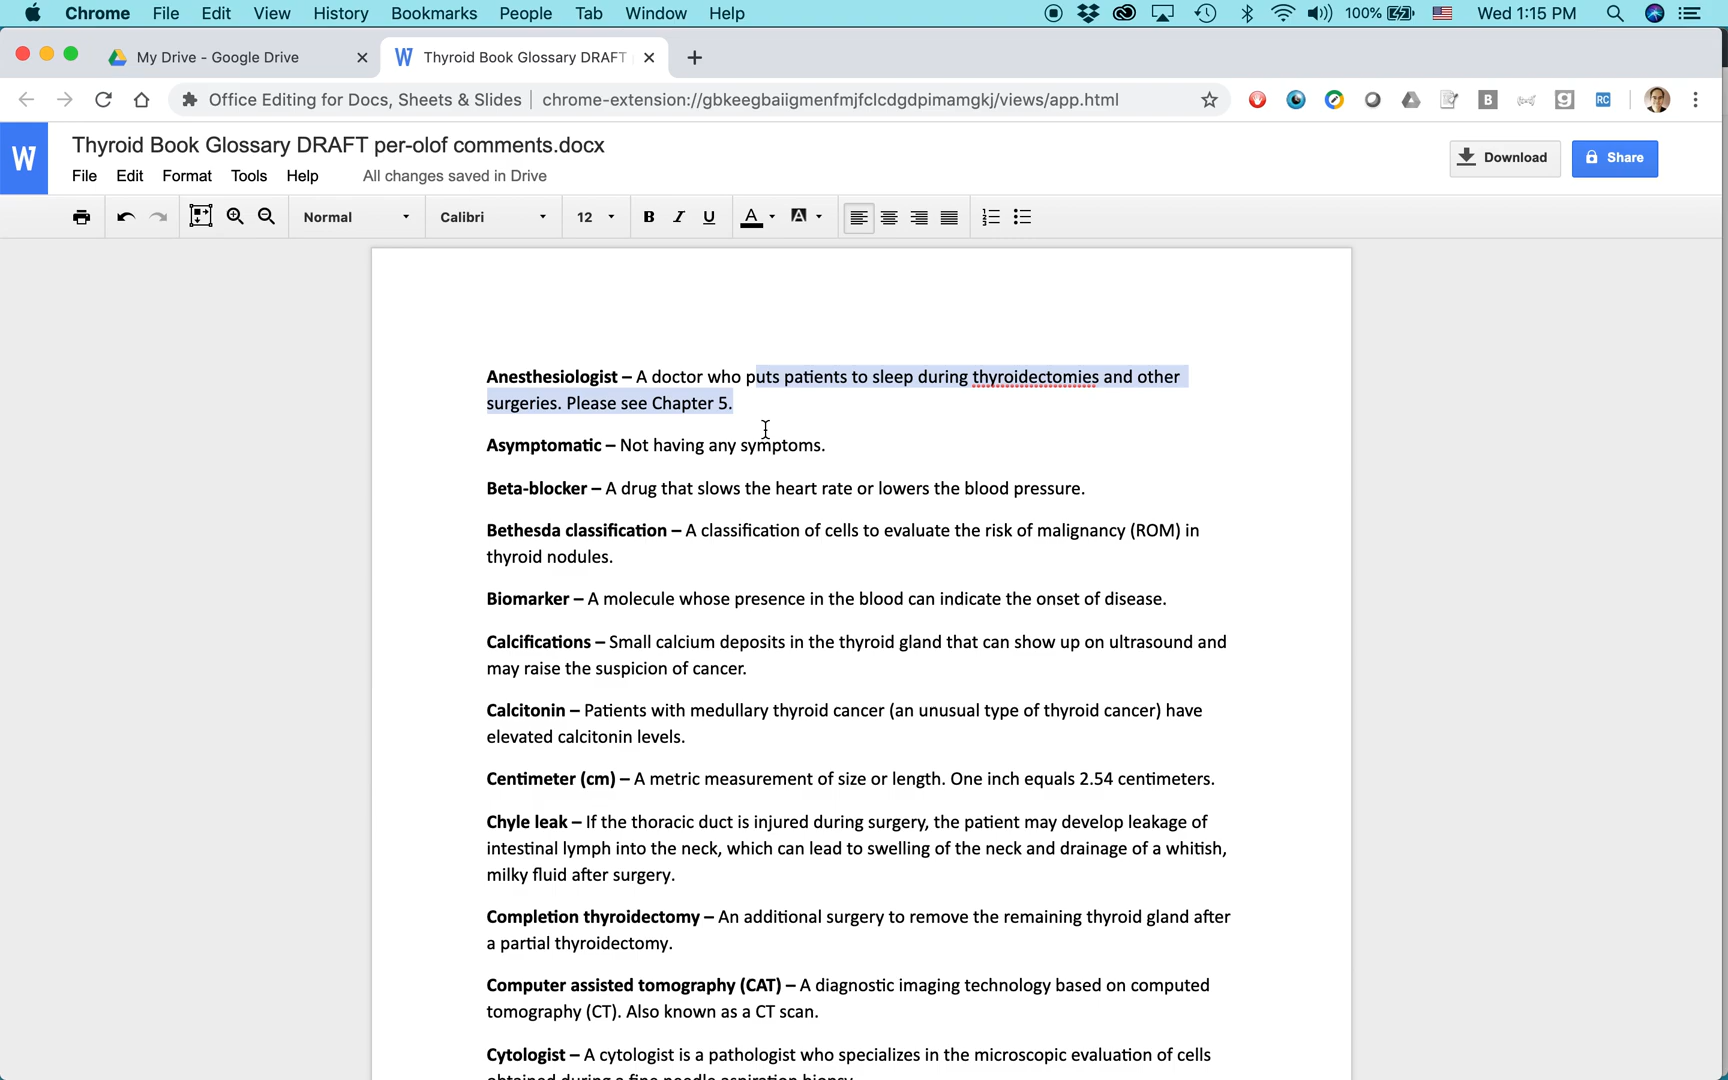 Chrome File Edit View History Bookmarks People Tab Window Help 100% Wed 1:15 PM
My Drive - Google Drive Thyroid Book Glossary DRAFT
Office Editing for Docs, Sheets & Slides chrome-extension://gbkeegbaiigmenfmjfclcdgdpimamgkj/views/app.html B RC
W Thyroid Book Glossary DRAFT per-olof comments.docx Download Share
File Edit Format Tools Help All changes saved in Drive
Normal Calibri 12 B I U A A
Anesthesiologist – A doctor who puts patients to sleep during thyroidectomies and other
surgeries. Please see Chapter 5.
Asymptomatic – Not having any symptoms.
Beta-blocker – A drug that slows the heart rate or lowers the blood pressure.
Bethesda classification – A classification of cells to evaluate the risk of malignancy (ROM) in
thyroid nodules.
Biomarker – A molecule whose presence in the blood can indicate the onset of disease.
Calcifications – Small calcium deposits in the thyroid gland that can show up on ultrasound and
may raise the suspicion of cancer.
Calcitonin – Patients with medullary thyroid cancer (an unusual type of thyroid cancer) have
elevated calcitonin levels.
Centimeter (cm) – A metric measurement of size or length. One inch equals 2.54 centimeters.
Chyle leak – If the thoracic duct is injured during surgery, the patient may develop leakage of
intestinal lymph into the neck, which can lead to swelling of the neck and drainage of a whitish,
milky fluid after surgery.
Completion thyroidectomy – An additional surgery to remove the remaining thyroid gland after
a partial thyroidectomy.
Computer assisted tomography (CAT) – A diagnostic imaging technology based on computed
tomography (CT). Also known as a CT scan.
Cytologist – A cytologist is a pathologist who specializes in the microscopic evaluation of cells
obtained during a fine needle aspiration biopsy.